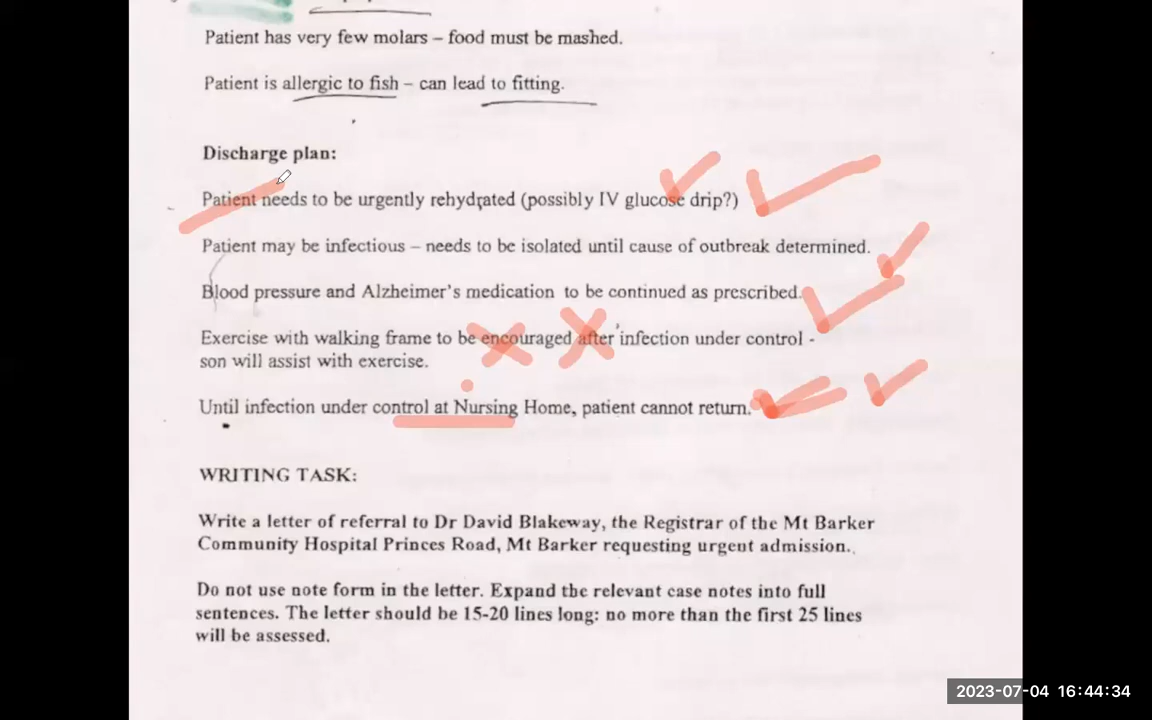 Patient has very few molars – food must be mashed.
Patient is allergic to fish – can lead to fitting.
Discharge plan:
Patient needs to be urgently rehydrated (possibly IV glucose drip?)
Patient may be infectious – needs to be isolated until cause of outbreak determined.
Blood pressure and Alzheimer's medication to be continued as prescribed.
Exercise with walking frame to be encouraged after infection under control -
son will assist with exercise.
Until infection under control at Nursing Home, patient cannot return.
WRITING TASK:
Write a letter of referral to Dr David Blakeway, the Registrar of the Mt Barker
Community Hospital Princes Road, Mt Barker requesting urgent admission.
Do not use note form in the letter. Expand the relevant case notes into full
sentences. The letter should be 15-20 lines long: no more than the first 25 lines
will be assessed.
2023-07-04 16:44:34